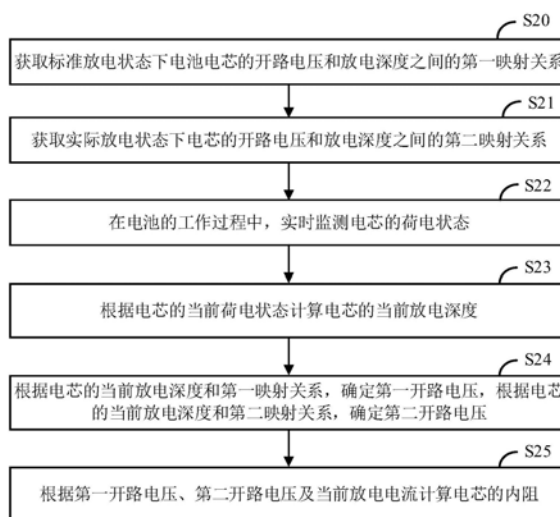 S20
获取标准放电状态下电池电芯的开路电压和放电深度之间的第一映射关系
S21
获取实际放电状态下电芯的开路电压和放电深度之间的第二映射关系
S22
在电池的工作过程中，实时监测电芯的荷电状态
S23
根据电芯的当前荷电状态计算电芯的当前放电深度
S24
根据电芯的当前放电深度和第一映射关系，确定第一开路电压，根据电芯
的当前放电深度和第二映射关系，确定第二开路电压
S25
根据第一开路电压、第二开路电压及当前放电电流计算电芯的内阻